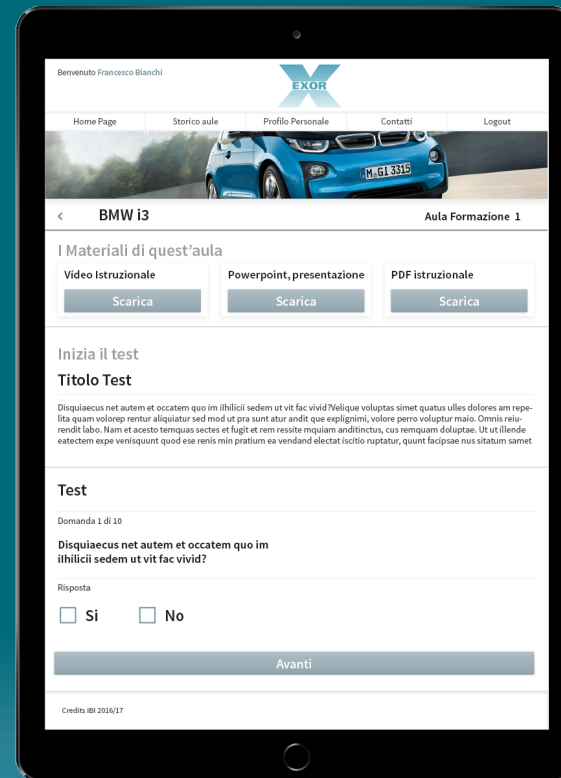 Benvenuto Francesco Bianchi
EXOR
Home Page Storico aule Profilo Personale Contatti Logout
M-GI 3315
< BMW i3 Aula Formazione 1
I Materiali di quest'aula
Video Istruzionale Powerpoint, presentazione PDF istruzionale
Scarica Scarica Scarica
Inizia il test
Titolo Test
Disquiaecus net autem et occatem quo im ilhilicii sedem ut vit fac vivid?Velique voluptas simet quatus ulles dolores am repe-
lita quam volorep rentur aliquiatur sed mod ut pra sunt atur andit que explignimi, volore perro voluptur maio. Omnis reiu-
rendit labo. Nam et acesto temquas sectes et fugit et rem ressite mquiam anditinctus, cus remquam doluptae. Ut ut illende
eatectem expe venisquunt quod ese renis min pratium ea vendand electat iscitio ruptatur, quunt facipsae nus sitatum samet
Test
Domanda 1 di 10
Disquiaecus net autem et occatem quo im
ilhilicii sedem ut vit fac vivid?
Risposta
Si No
Avanti
Credits IBI 2016/17